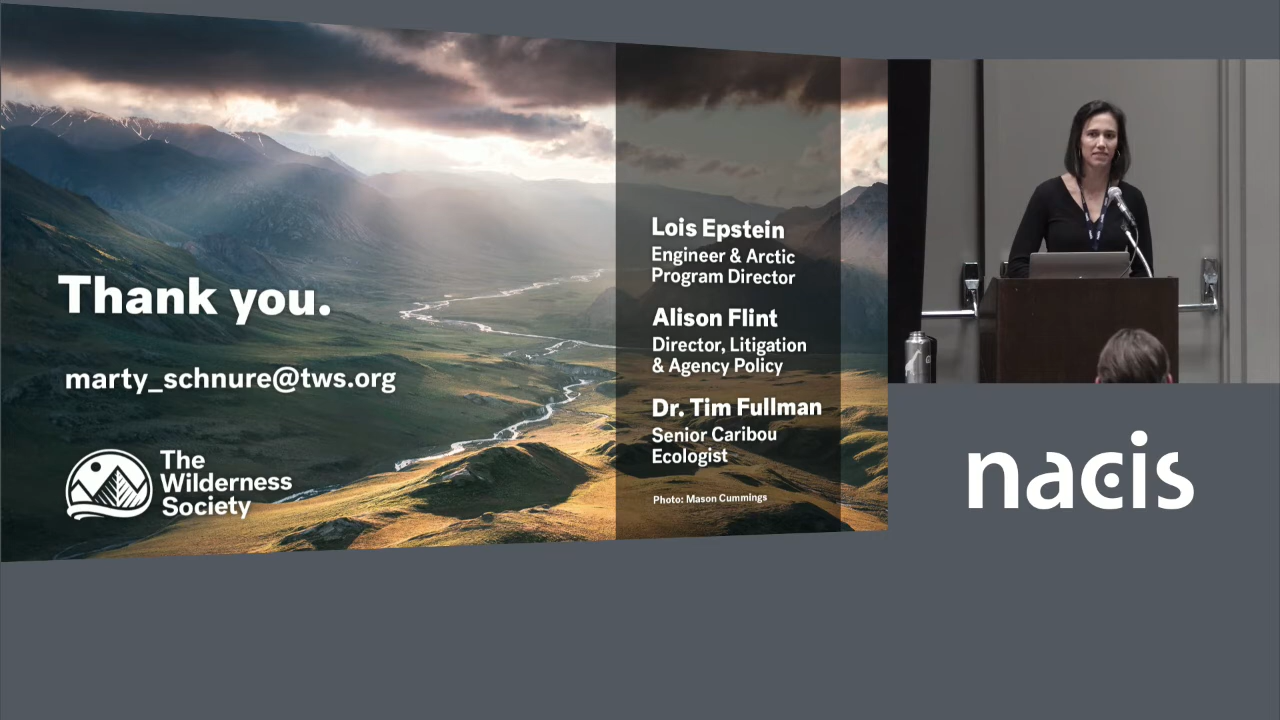 Thank you.
marty_schnure@tws.org
The
Wilderness
Society
Lois Epstein
Engineer & Arctic
Program Director
Alison Flint
Director, Litigation
& Agency Policy
Dr. Tim Fullman
Senior Caribou
Ecologist
Photo: Mason Cummings
nacis